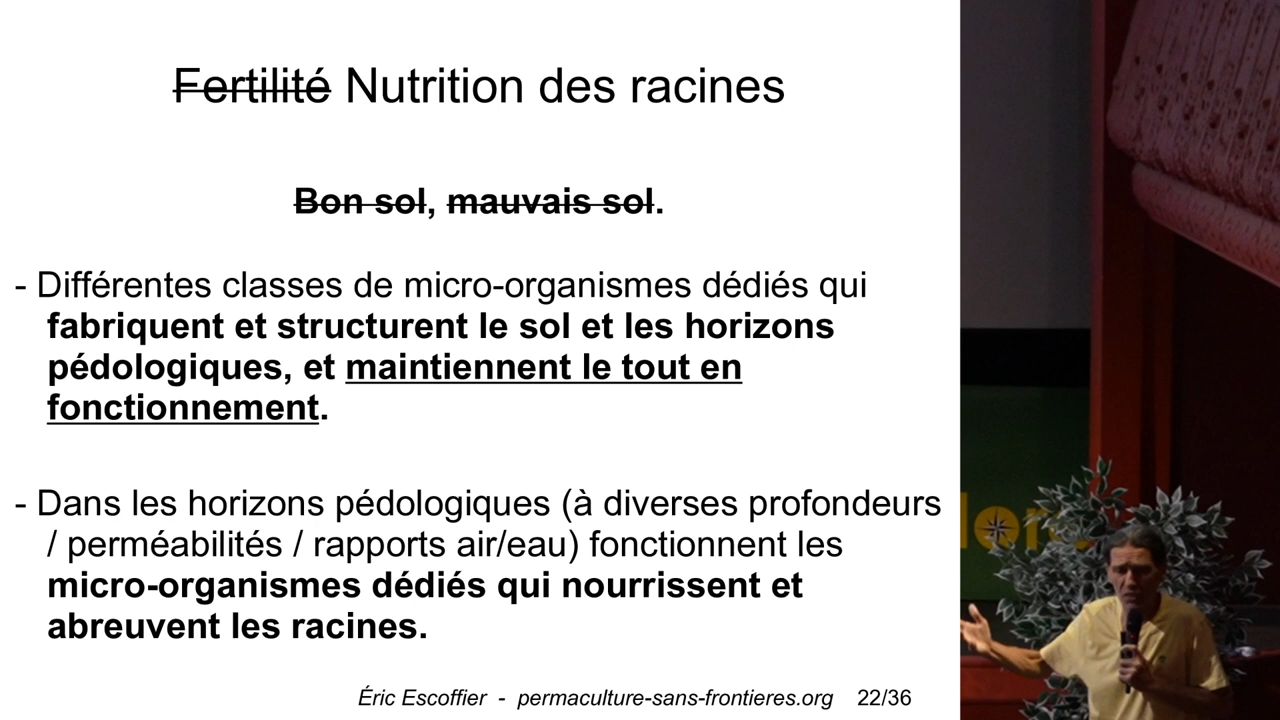 Fertilité Nutrition des racines
Bon sol, mauvais sol.
- Différentes classes de micro-organismes dédiés qui
fabriquent et structurent le sol et les horizons
pédologiques, et maintiennent le tout en
fonctionnement.
- Dans les horizons pédologiques (à diverses profondeurs
/ perméabilités / rapports air/eau) fonctionnent les
micro-organismes dédiés qui nourrissent et
abreuvent les racines.
Éric Escoffier - permaculture-sans-frontieres.org 22/36